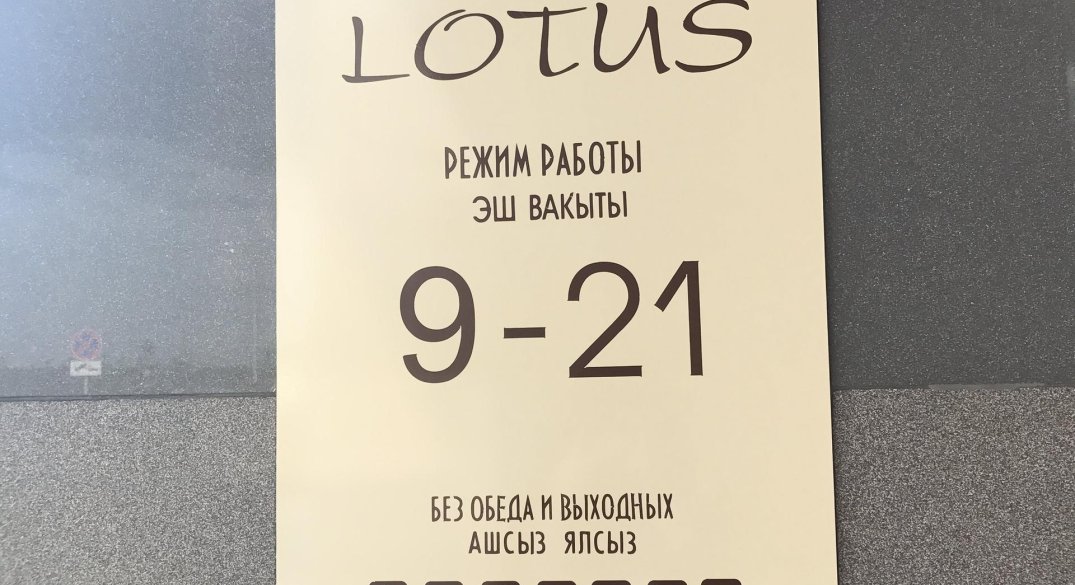 LOTUS
РЕЖИМ РАБОТЫ
ЭШ ВАКЫТЫ
9-21
БЕЗ ОБЕДА И ВЫХОДНЫХ
АШСЫЗ ЯЛСЫЗ